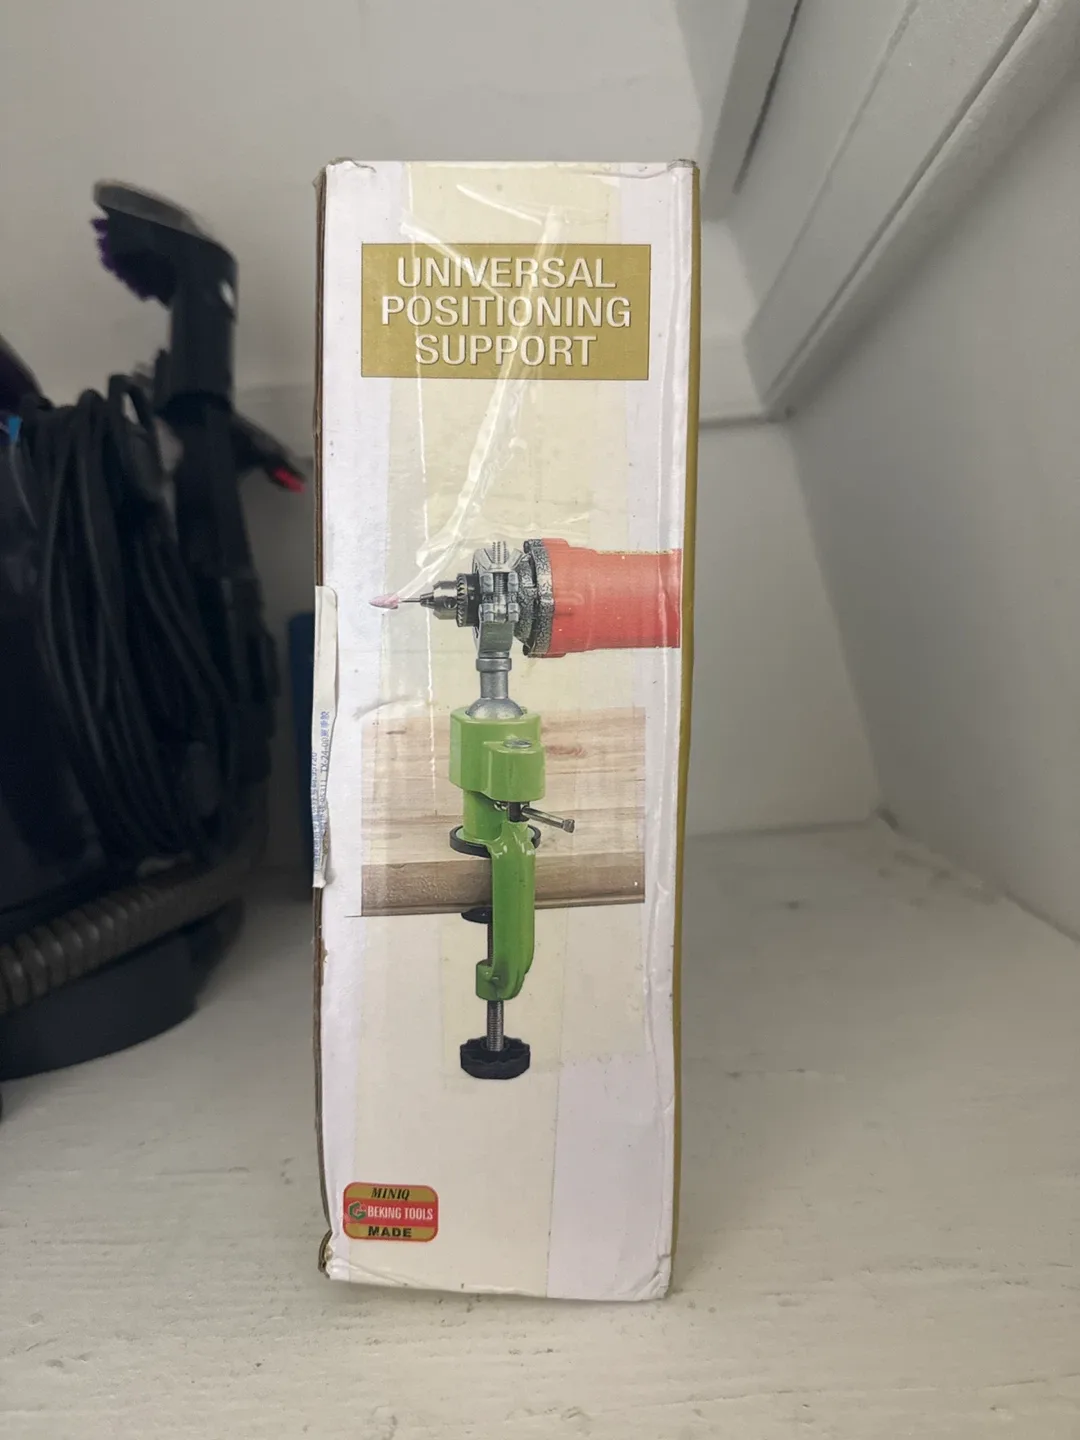 UNIVERSAL
POSITIONING
SUPPORT
MINIQ
BEKING TOOLS
MADE